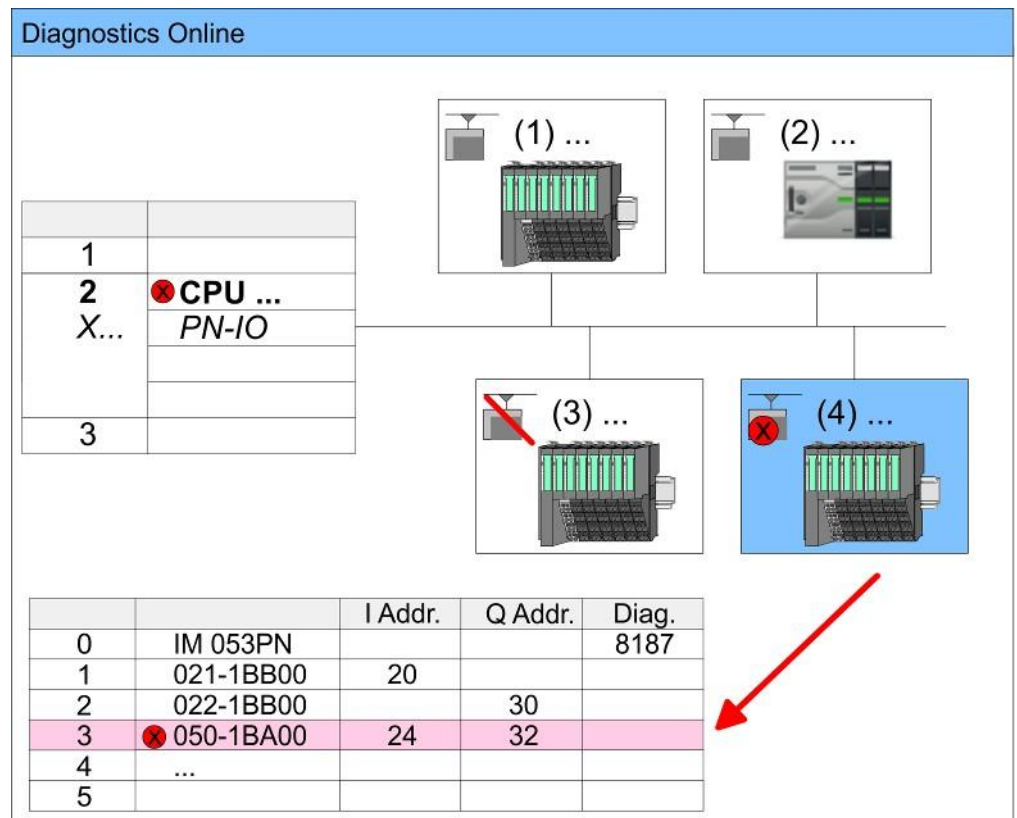 Diagnostics Online
(1) ...
(2) ...
1
2 X CPU ...
X... PN-IO
3
(3) ...
X (4) ...
I Addr. Q Addr. Diag.
0 IM 053PN 8187
1 021-1BB00 20
2 022-1BB00 30
3 X 050-1BA00 24 32
4 ...
5